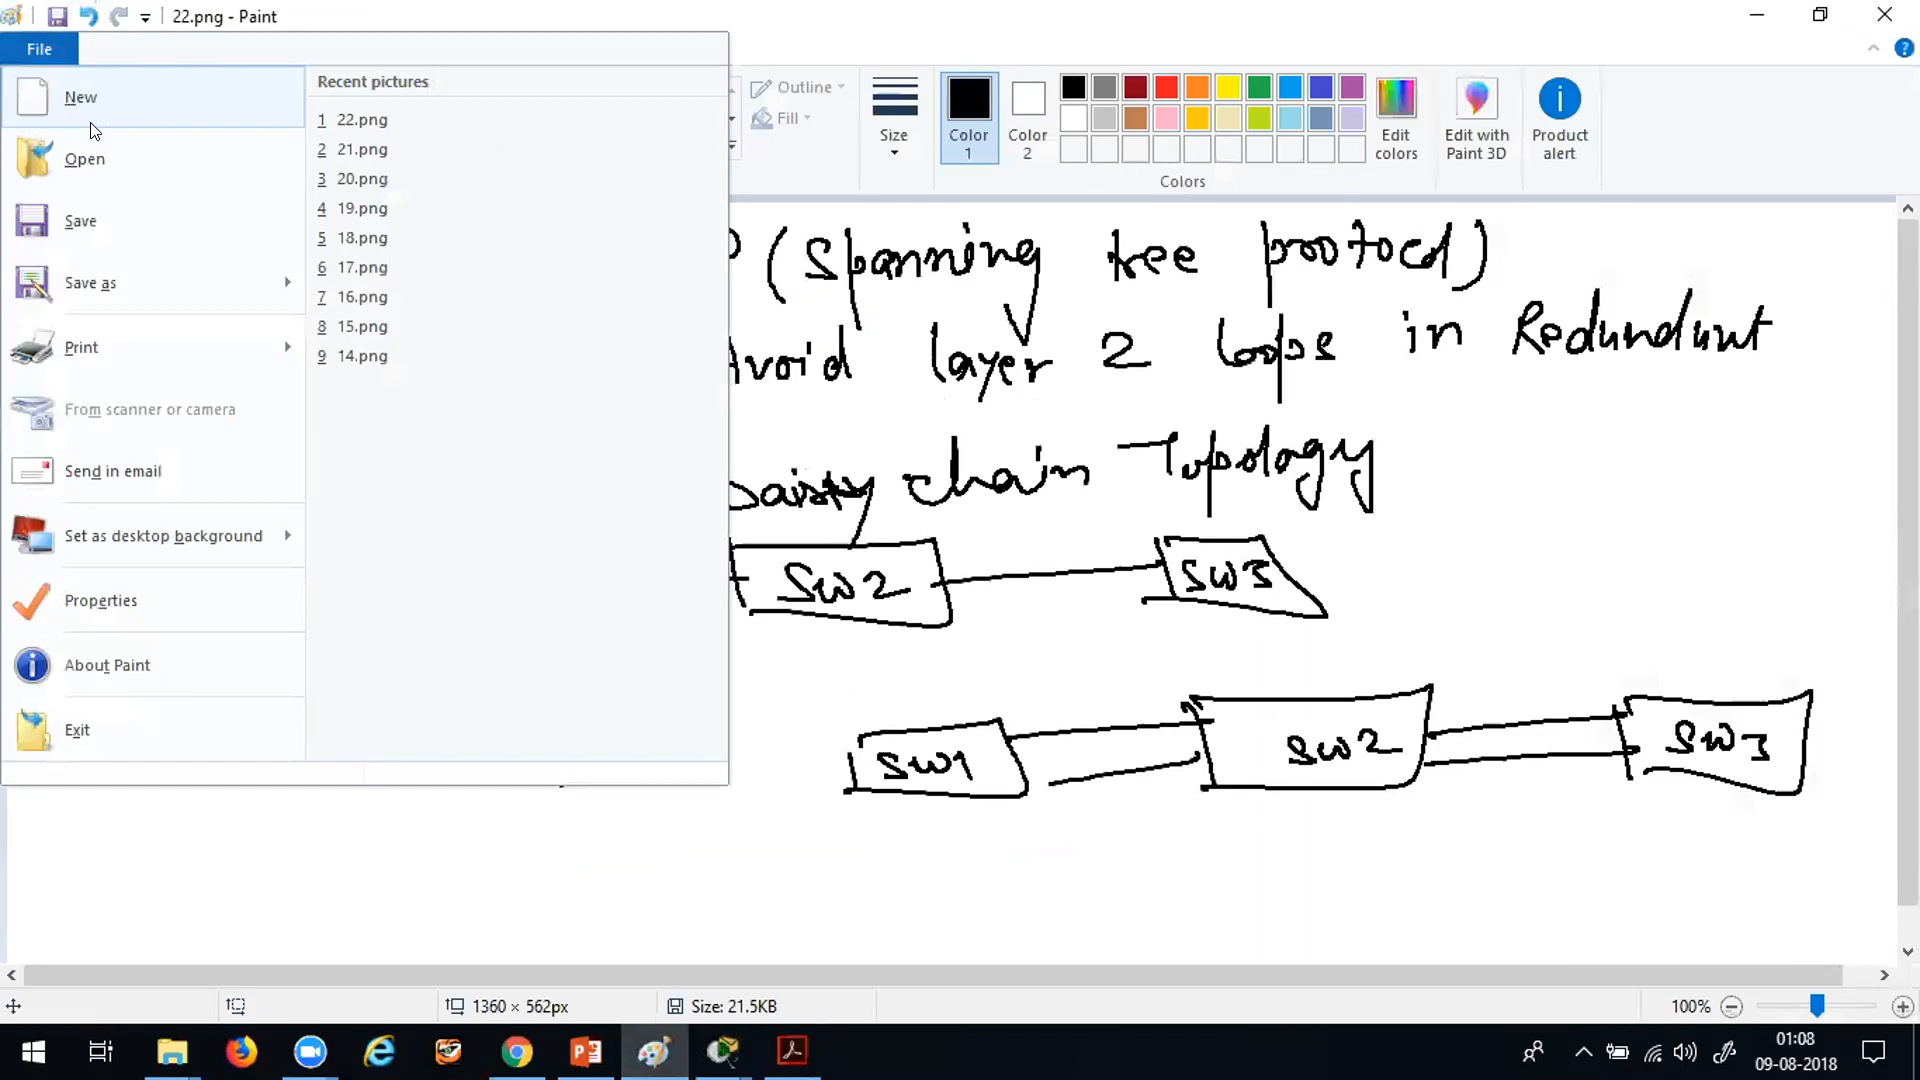 22.png - Paint
File
New
Open
Save
Save as
Print
From scanner or camera
Send in email
Set as desktop background
Properties
About Paint
Exit
Recent pictures
1 22.png
2 21.png
3 20.png
4 19.png
5 18.png
6 17.png
7 16.png
8 15.png
9 14.png
Outline
Fill
Size
Color 1
Color 2
Edit colors
Edit with Paint 3D
Product alert
Colors
P (Spanning tree protocol)
Avoid layer 2 loops in Redundunt
chain Topology
SW2 SW3
SW1 SW2 SW3
1360 × 562px
Size: 21.5KB
100%
01:08
09-08-2018